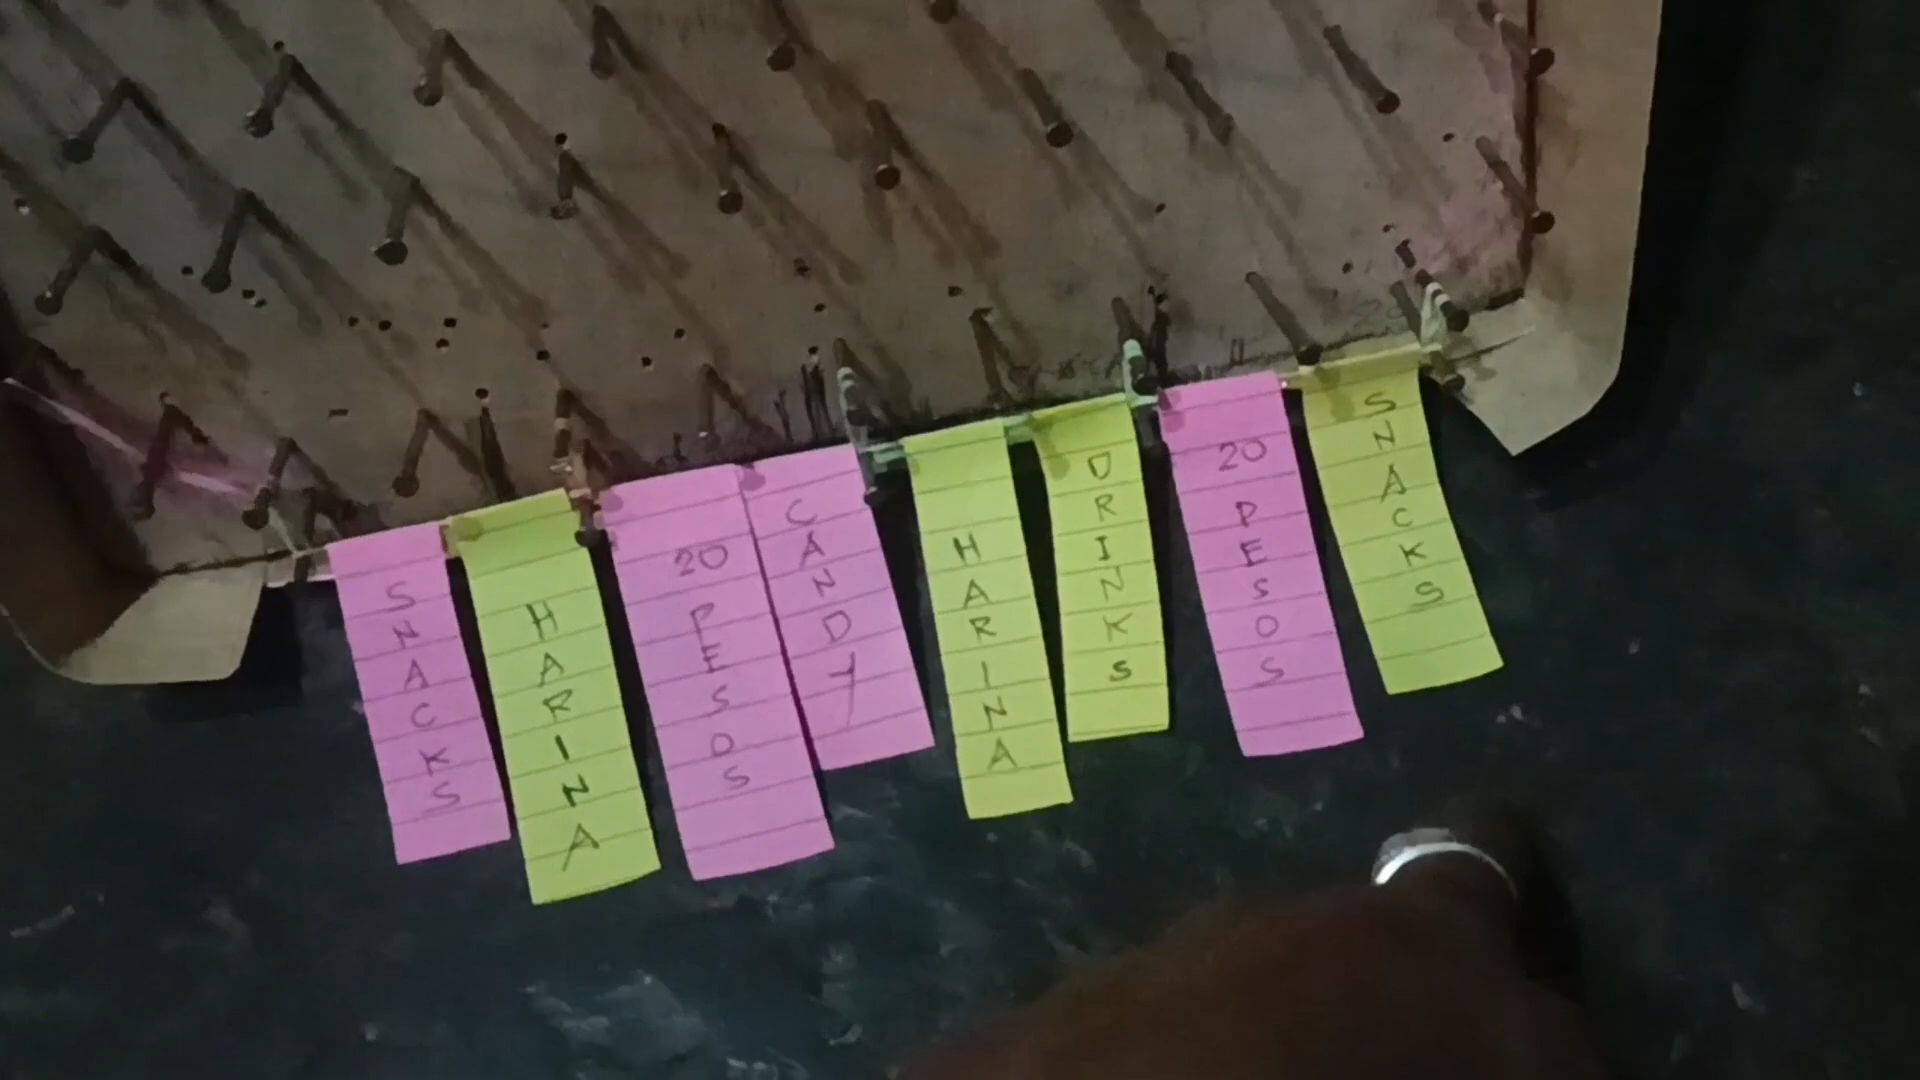 SNACKS
HARINA
20 PESOS
CANDY
HARINA
DRINKS
20 PESOS
SNACKS